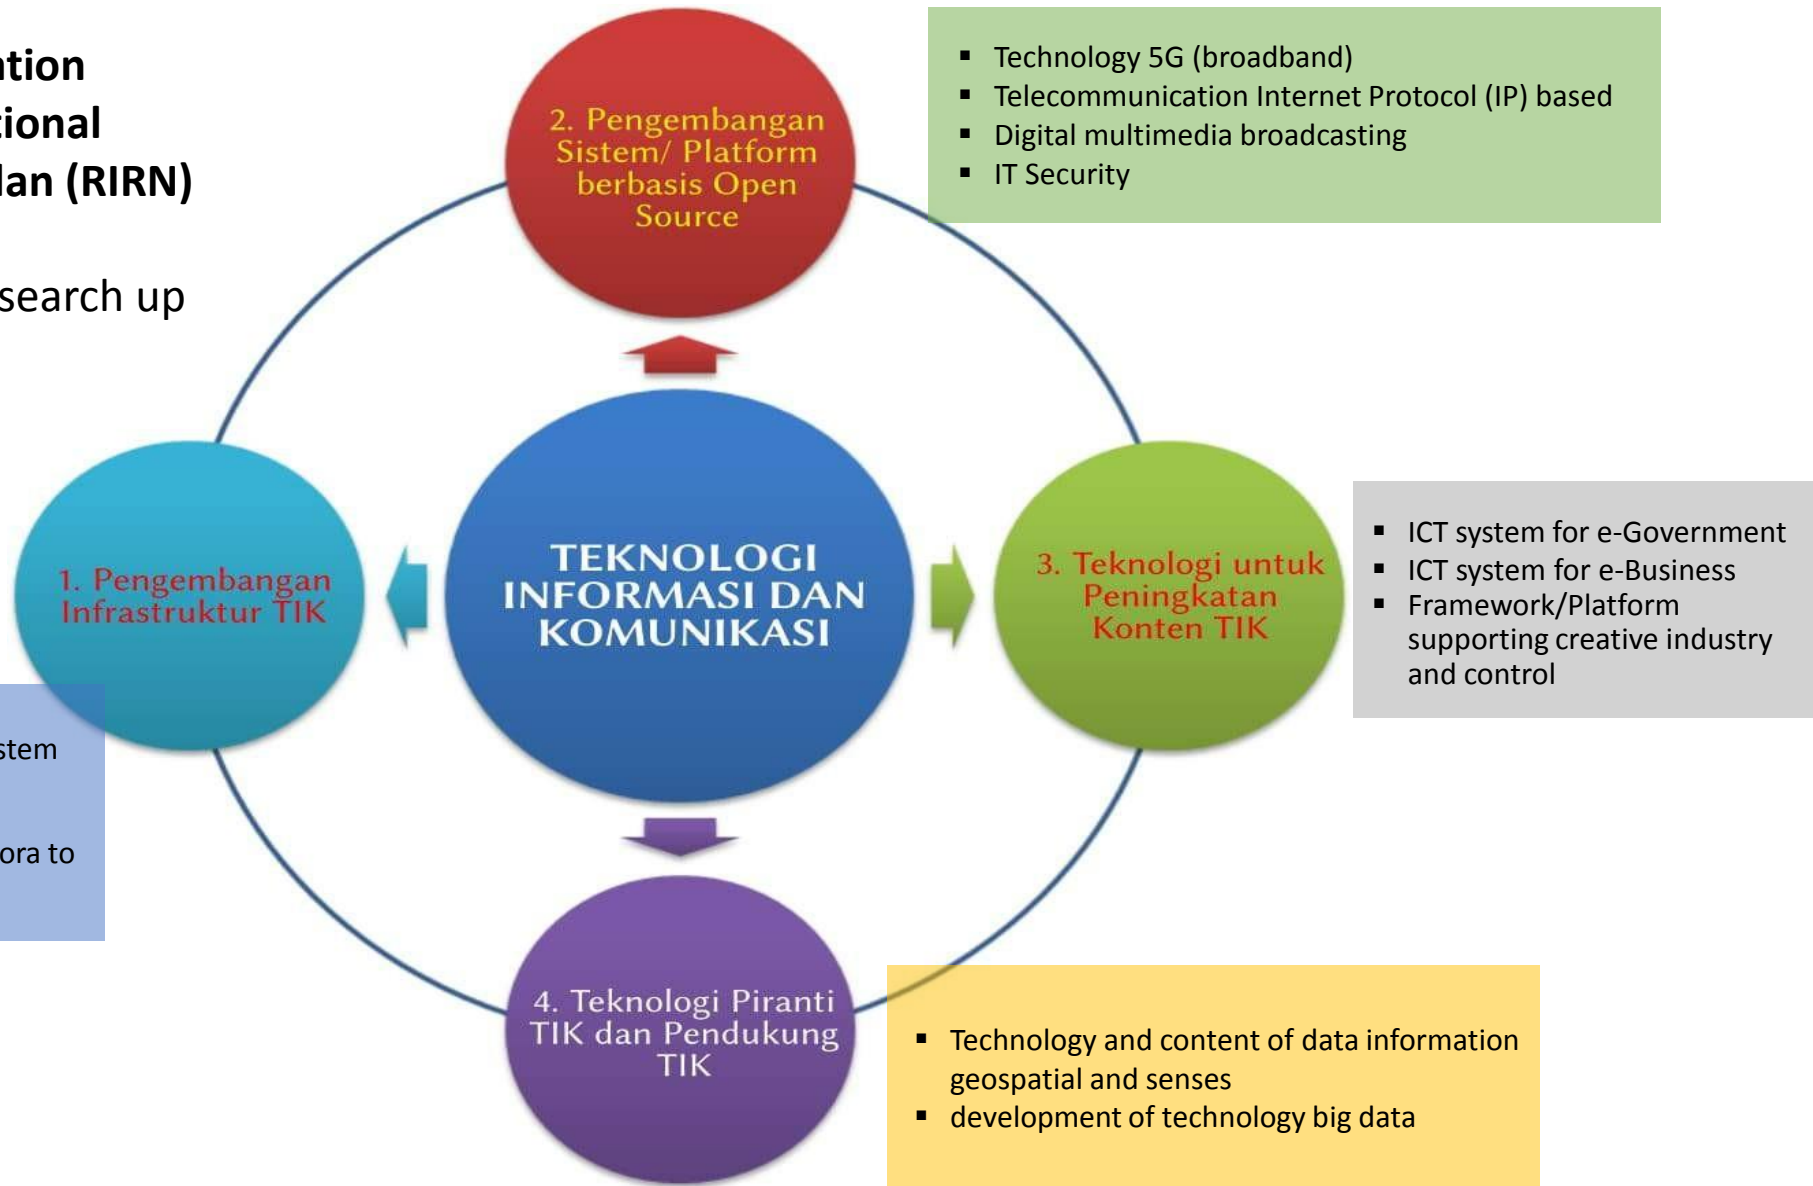 ation
tional
lan (RIRN)
search up
2. Pengembangan
Sistem/ Platform
berbasis Open
Source
▪ Technology 5G (broadband)
▪ Telecommunication Internet Protocol (IP) based
▪ Digital multimedia broadcasting
▪ IT Security
1. Pengembangan
Infrastruktur TIK
TEKNOLOGI
INFORMASI DAN
KOMUNIKASI
3. Teknologi untuk
Peningkatan
Konten TIK
▪ ICT system for e-Government
▪ ICT system for e-Business
▪ Framework/Platform
supporting creative industry
and control
stem
ora to
4. Teknologi Piranti
TIK dan Pendukung
TIK
▪ Technology and content of data information
geospatial and senses
▪ development of technology big data